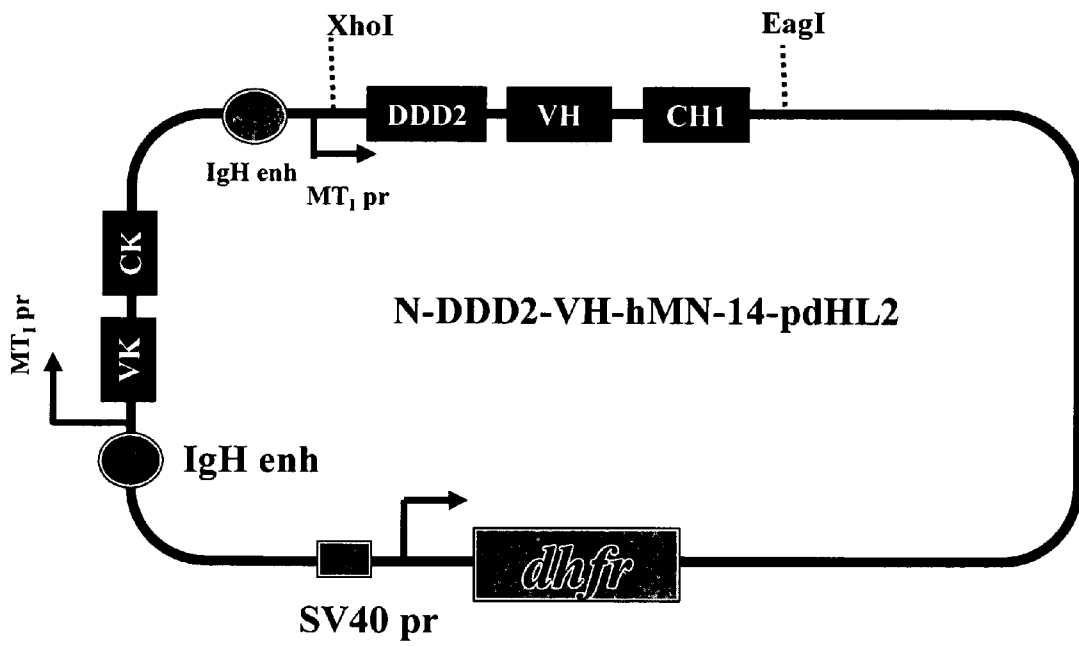 XhoI
EagI
DDD2
VH
CH1
IgH enh
MT₁ pr
CK
VK
MT₁ pr
N-DDD2-VH-hMN-14-pdHL2
IgH enh
dhfr
SV40 pr